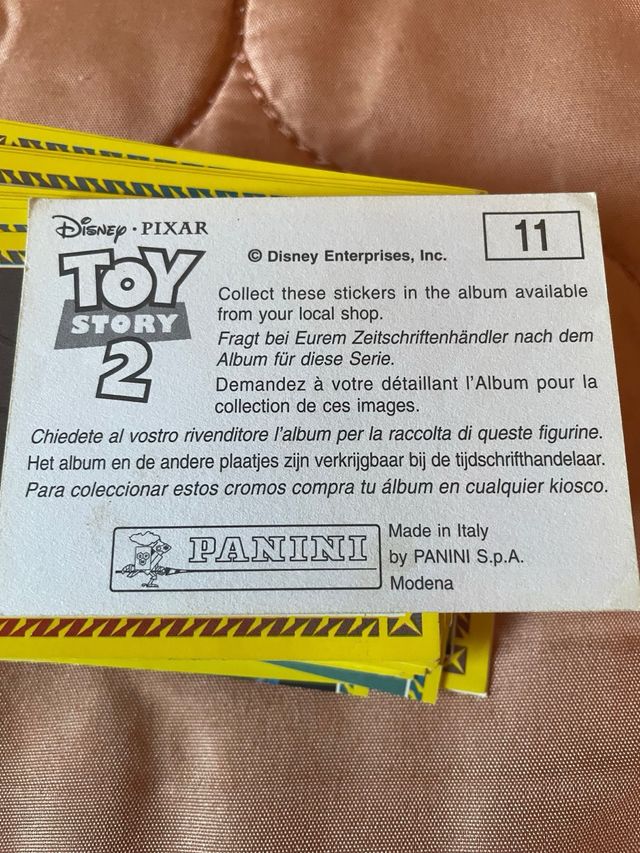 Disney · PIXAR
TOY
STORY
2
11
© Disney Enterprises, Inc.
Collect these stickers in the album available
from your local shop.
Fragt bei Eurem Zeitschriftenhändler nach dem
Album für diese Serie.
Demandez à votre détaillant l'Album pour la
collection de ces images.
Chiedete al vostro rivenditore l'album per la raccolta di queste figurine.
Het album en de andere plaatjes zijn verkrijgbaar bij de tijdschrifthandelaar.
Para coleccionar estos cromos compra tu álbum en cualquier kiosco.
PANINI
Made in Italy
by PANINI S.p.A.
Modena